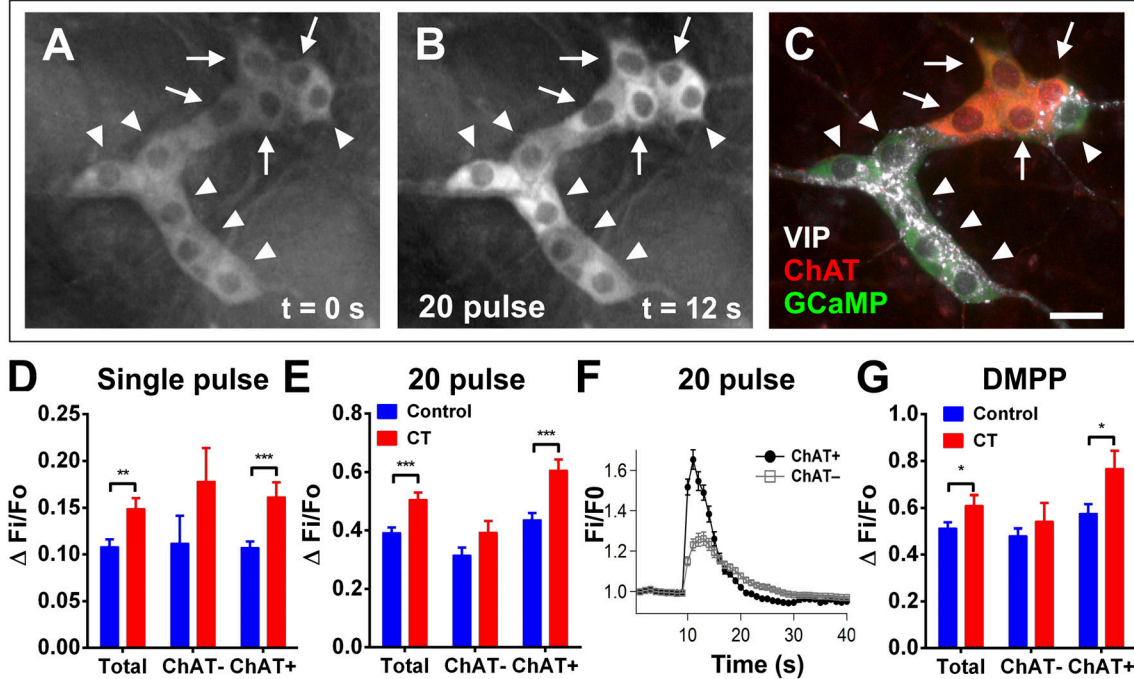 A
B
C
t = 0 s
20 pulse
t = 12 s
VIP
ChAT
GCaMP
D
Single pulse
Δ Fi/Fo
0.25
0.20
0.15
0.10
0.05
0.00
**
***
Total
ChAT-
ChAT+
E
20 pulse
Control
CT
Δ Fi/Fo
0.8
0.6
0.4
0.2
0.0
***
***
Total
ChAT-
ChAT+
F
20 pulse
ChAT+
ChAT–
Fi/F0
1.6
1.4
1.2
1.0
10
20
30
40
Time (s)
G
DMPP
Control
CT
Δ Fi/Fo
1.0
0.8
0.6
0.4
0.2
0.0
*
*
Total
ChAT-
ChAT+